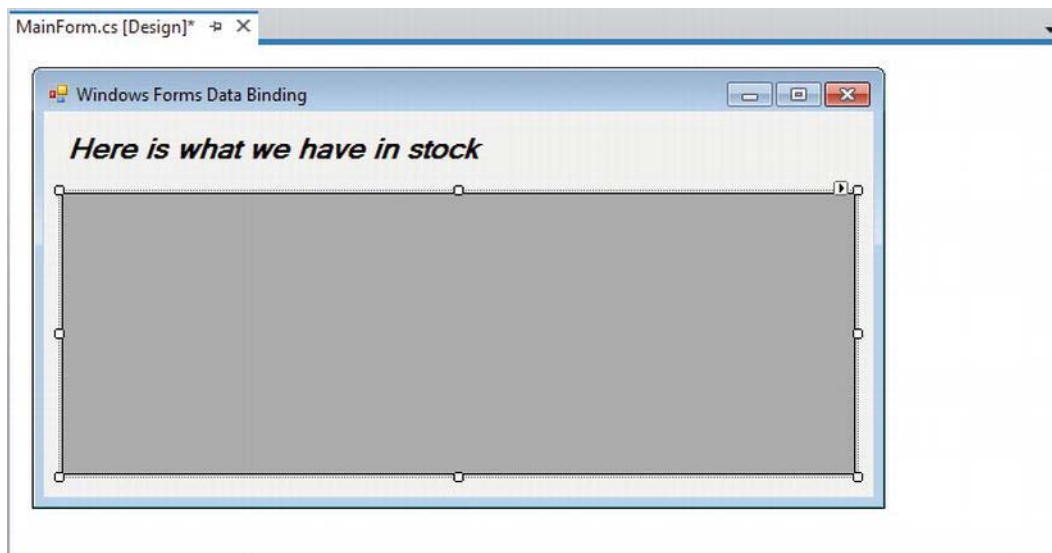 MainForm.cs [Design]*
Windows Forms Data Binding
Here is what we have in stock